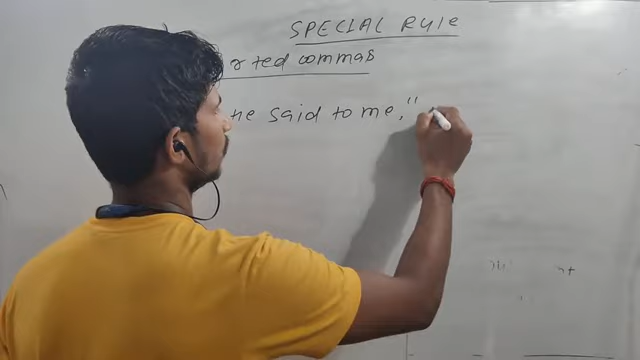 SPECIAL RULE
rted commas
he said to me, "